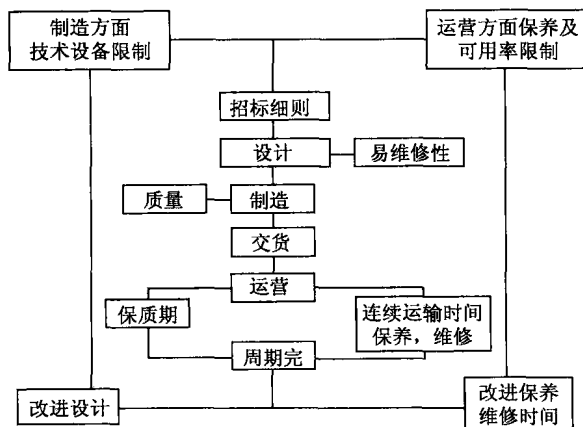 制造方面
技术设备限制
运营方面保养及
可用率限制
招标细则
设计
易维修性
质量
制造
交货
运营
保质期
连续运输时间
保养，维修
周期完
改进设计
改进保养
维修时间